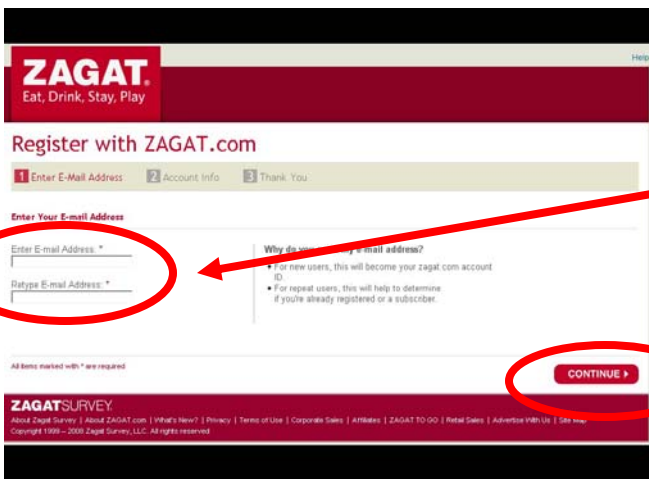 Help
ZAGAT®
Eat, Drink, Stay, Play
Register with ZAGAT.com
1 Enter E-Mail Address 2 Account Info 3 Thank You
Enter Your E-mail Address
Enter E-mail Address: *
Retype E-mail Address: *
Why do you my e-mail address?
• For new users, this will become your zagat.com account
ID.
• For repeat users, this will help to determine
if you're already registered or a subscriber.
All items marked with * are required
CONTINUE
ZAGATSURVEY.
About Zagat Survey | About ZAGAT.com | What's New? | Privacy | Terms of Use | Corporate Sales | Affiliates | ZAGAT TO GO | Retail Sales | Advertise With Us | Site Map
Copyright 1999 – 2008 Zagat Survey, LLC. All rights reserved